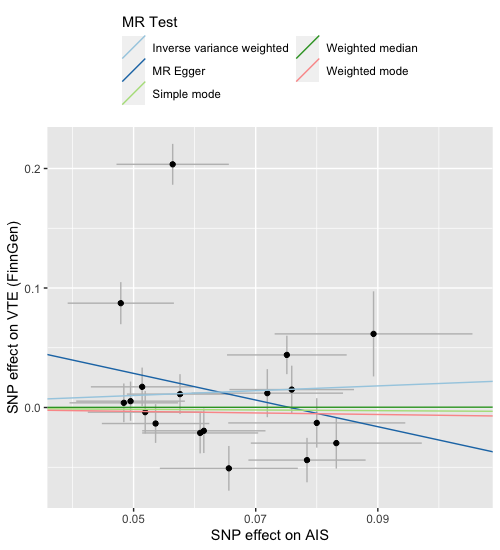 MR Test
Inverse variance weighted
Weighted median
MR Egger
Weighted mode
Simple mode
SNP effect on VTE (FinnGen)
0.2
0.1
0.0
0.05
0.07
0.09
SNP effect on AIS